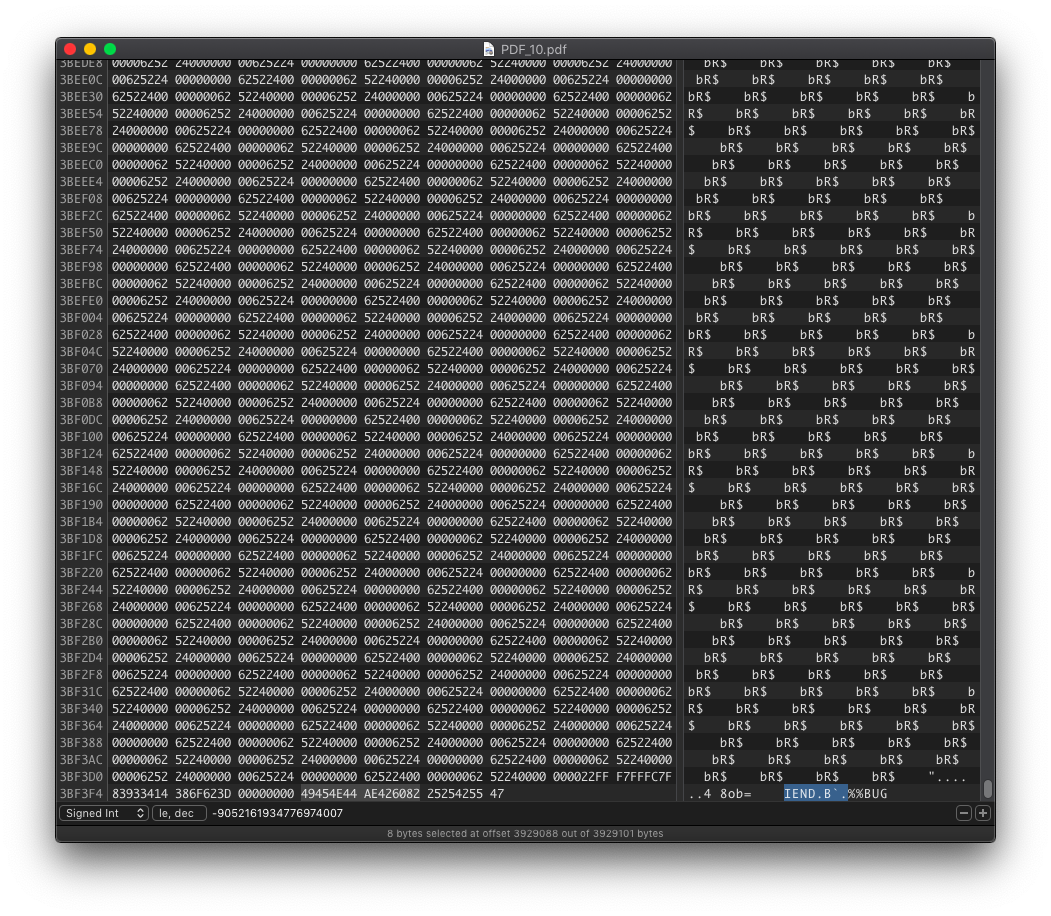 PDF_10.pdf
3BEDE8 00006252 24000000 00625224 00000000 62522400 00000062 52240000 00006252 24000000 bR$ bR$ bR$ bR$ bR$
3BEE0C 00625224 00000000 62522400 00000062 52240000 00006252 24000000 00625224 00000000 bR$ bR$ bR$ bR$ bR$
3BEE30 62522400 00000062 52240000 00006252 24000000 00625224 00000000 62522400 00000062 bR$ bR$ bR$ bR$ bR$ b
3BEE54 52240000 00006252 24000000 00625224 00000000 62522400 00000062 52240000 00006252 R$ bR$ bR$ bR$ bR$ bR
3BEE78 24000000 00625224 00000000 62522400 00000062 52240000 00006252 24000000 00625224 $ bR$ bR$ bR$ bR$ bR$
3BEE9C 00000000 62522400 00000062 52240000 00006252 24000000 00625224 00000000 62522400 bR$ bR$ bR$ bR$ bR$
3BEEC0 00000062 52240000 00006252 24000000 00625224 00000000 62522400 00000062 52240000 bR$ bR$ bR$ bR$ bR$
3BEEE4 00006252 24000000 00625224 00000000 62522400 00000062 52240000 00006252 24000000 bR$ bR$ bR$ bR$ bR$
3BEF08 00625224 00000000 62522400 00000062 52240000 00006252 24000000 00625224 00000000 bR$ bR$ bR$ bR$ bR$
3BEF2C 62522400 00000062 52240000 00006252 24000000 00625224 00000000 62522400 00000062 bR$ bR$ bR$ bR$ bR$ b
3BEF50 52240000 00006252 24000000 00625224 00000000 62522400 00000062 52240000 00006252 R$ bR$ bR$ bR$ bR$ bR
3BEF74 24000000 00625224 00000000 62522400 00000062 52240000 00006252 24000000 00625224 $ bR$ bR$ bR$ bR$ bR$
3BEF98 00000000 62522400 00000062 52240000 00006252 24000000 00625224 00000000 62522400 bR$ bR$ bR$ bR$ bR$
3BEFBC 00000062 52240000 00006252 24000000 00625224 00000000 62522400 00000062 52240000 bR$ bR$ bR$ bR$ bR$
3BEFE0 00006252 24000000 00625224 00000000 62522400 00000062 52240000 00006252 24000000 bR$ bR$ bR$ bR$ bR$
3BF004 00625224 00000000 62522400 00000062 52240000 00006252 24000000 00625224 00000000 bR$ bR$ bR$ bR$ bR$
3BF028 62522400 00000062 52240000 00006252 24000000 00625224 00000000 62522400 00000062 bR$ bR$ bR$ bR$ bR$ b
3BF04C 52240000 00006252 24000000 00625224 00000000 62522400 00000062 52240000 00006252 R$ bR$ bR$ bR$ bR$ bR
3BF070 24000000 00625224 00000000 62522400 00000062 52240000 00006252 24000000 00625224 $ bR$ bR$ bR$ bR$ bR$
3BF094 00000000 62522400 00000062 52240000 00006252 24000000 00625224 00000000 62522400 bR$ bR$ bR$ bR$ bR$
3BF0B8 00000062 52240000 00006252 24000000 00625224 00000000 62522400 00000062 52240000 bR$ bR$ bR$ bR$ bR$
3BF0DC 00006252 24000000 00625224 00000000 62522400 00000062 52240000 00006252 24000000 bR$ bR$ bR$ bR$ bR$
3BF100 00625224 00000000 62522400 00000062 52240000 00006252 24000000 00625224 00000000 bR$ bR$ bR$ bR$ bR$
3BF124 62522400 00000062 52240000 00006252 24000000 00625224 00000000 62522400 00000062 bR$ bR$ bR$ bR$ bR$ b
3BF148 52240000 00006252 24000000 00625224 00000000 62522400 00000062 52240000 00006252 R$ bR$ bR$ bR$ bR$ bR
3BF16C 24000000 00625224 00000000 62522400 00000062 52240000 00006252 24000000 00625224 $ bR$ bR$ bR$ bR$ bR$
3BF190 00000000 62522400 00000062 52240000 00006252 24000000 00625224 00000000 62522400 bR$ bR$ bR$ bR$ bR$
3BF1B4 00000062 52240000 00006252 24000000 00625224 00000000 62522400 00000062 52240000 bR$ bR$ bR$ bR$ bR$
3BF1D8 00006252 24000000 00625224 00000000 62522400 00000062 52240000 00006252 24000000 bR$ bR$ bR$ bR$ bR$
3BF1FC 00625224 00000000 62522400 00000062 52240000 00006252 24000000 00625224 00000000 bR$ bR$ bR$ bR$ bR$
3BF220 62522400 00000062 52240000 00006252 24000000 00625224 00000000 62522400 00000062 bR$ bR$ bR$ bR$ bR$ b
3BF244 52240000 00006252 24000000 00625224 00000000 62522400 00000062 52240000 00006252 R$ bR$ bR$ bR$ bR$ bR
3BF268 24000000 00625224 00000000 62522400 00000062 52240000 00006252 24000000 00625224 $ bR$ bR$ bR$ bR$ bR$
3BF28C 00000000 62522400 00000062 52240000 00006252 24000000 00625224 00000000 62522400 bR$ bR$ bR$ bR$ bR$
3BF2B0 00000062 52240000 00006252 24000000 00625224 00000000 62522400 00000062 52240000 bR$ bR$ bR$ bR$ bR$
3BF2D4 00006252 24000000 00625224 00000000 62522400 00000062 52240000 00006252 24000000 bR$ bR$ bR$ bR$ bR$
3BF2F8 00625224 00000000 62522400 00000062 52240000 00006252 24000000 00625224 00000000 bR$ bR$ bR$ bR$ bR$
3BF31C 62522400 00000062 52240000 00006252 24000000 00625224 00000000 62522400 00000062 bR$ bR$ bR$ bR$ bR$ b
3BF340 52240000 00006252 24000000 00625224 00000000 62522400 00000062 52240000 00006252 R$ bR$ bR$ bR$ bR$ bR
3BF364 24000000 00625224 00000000 62522400 00000062 52240000 00006252 24000000 00625224 $ bR$ bR$ bR$ bR$ bR$
3BF388 00000000 62522400 00000062 52240000 00006252 24000000 00625224 00000000 62522400 bR$ bR$ bR$ bR$ bR$
3BF3AC 00000062 52240000 00006252 24000000 00625224 00000000 62522400 00000062 52240000 bR$ bR$ bR$ bR$ bR$
3BF3D0 00006252 24000000 00625224 00000000 62522400 00000062 52240000 000022FF F7FFFC7F bR$ bR$ bR$ bR$ "....
3BF3F4 83933414 386F623D 00000000 49454E44 AE426082 25254255 47 ..4 8ob= IEND.B`.%%BUG
Signed Int le, dec -9052161934776974007
8 bytes selected at offset 3929088 out of 3929101 bytes